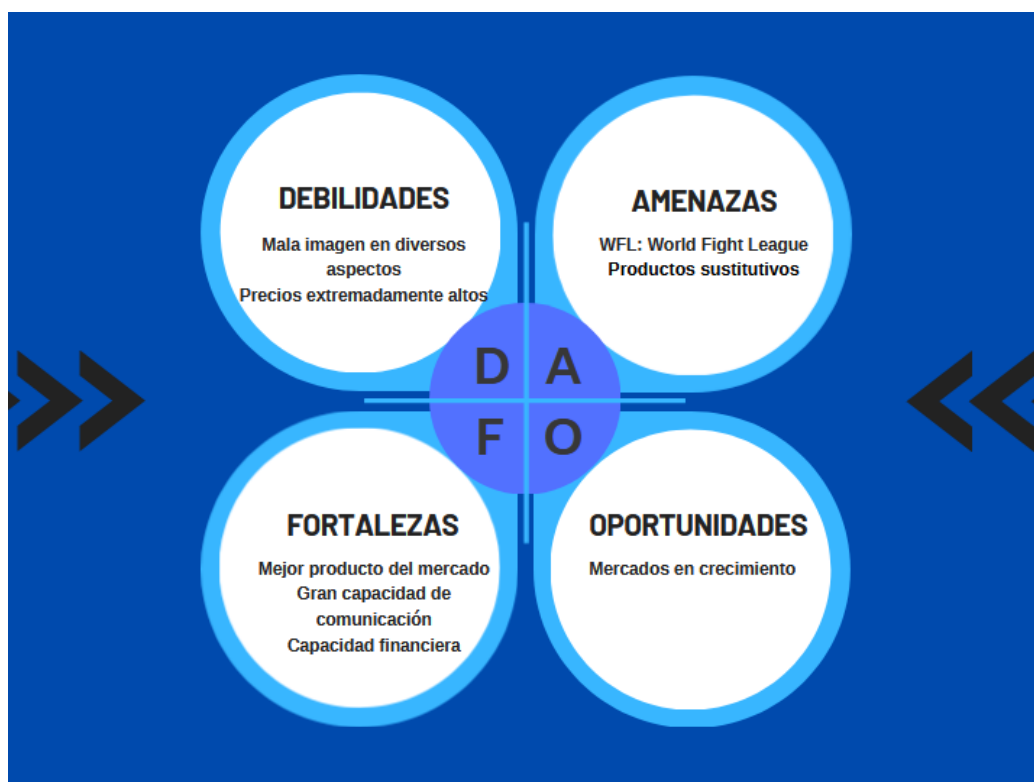 DEBILIDADES
Mala imagen en diversos
aspectos
Precios extremadamente altos
AMENAZAS
WFL: World Fight League
Productos sustitutivos
D A
F O
FORTALEZAS
Mejor producto del mercado
Gran capacidad de
comunicación
Capacidad financiera
OPORTUNIDADES
Mercados en crecimiento